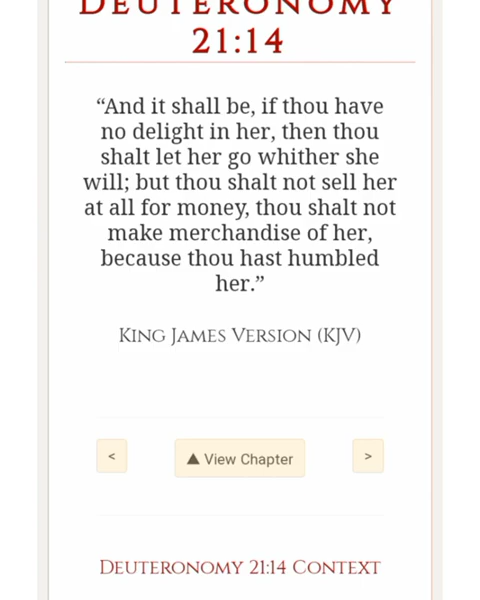 DEUTERONOMY
21:14
“And it shall be, if thou have
no delight in her, then thou
shalt let her go whither she
will; but thou shalt not sell her
at all for money, thou shalt not
make merchandise of her,
because thou hast humbled
her.”
King James Version (KJV)
<
▲ View Chapter
>
Deuteronomy 21:14 Context